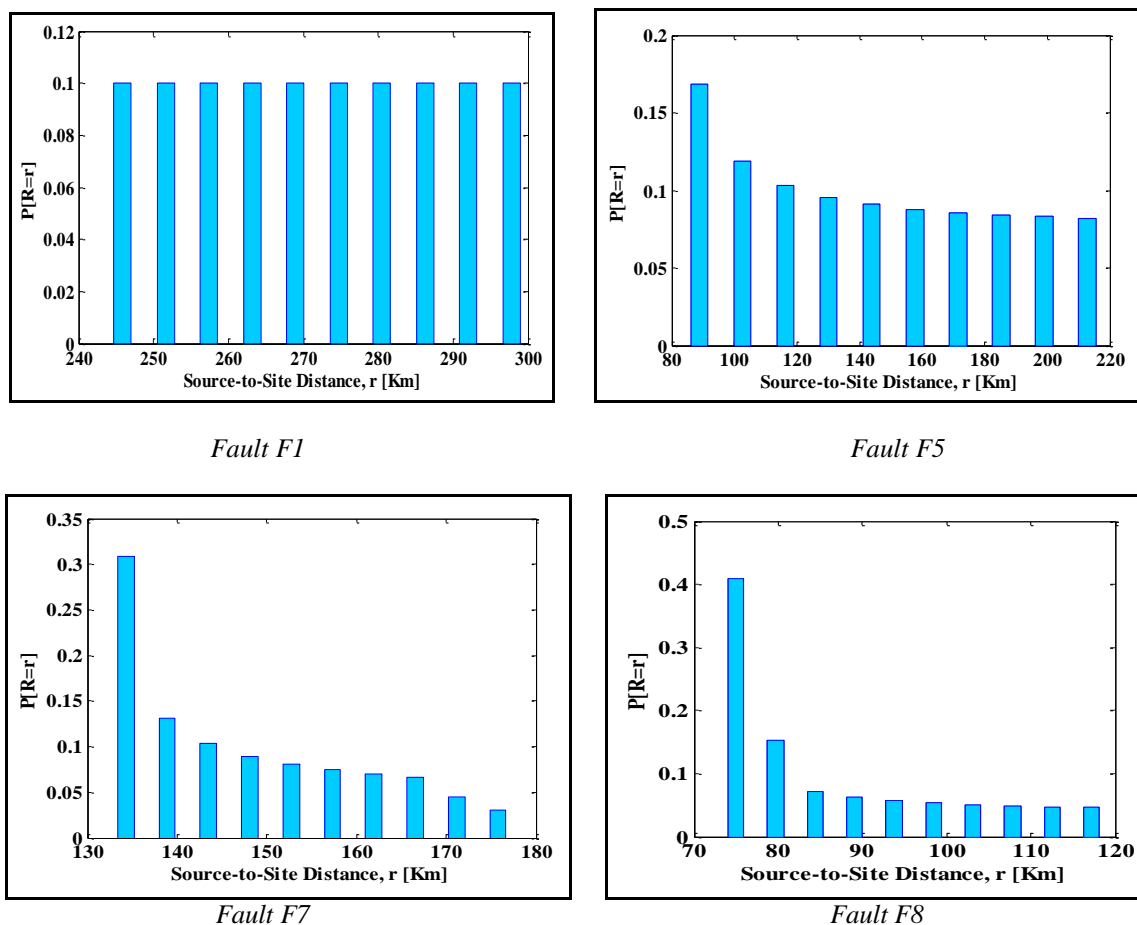 0.12
0.1
0.08
0.06
0.04
0.02
0
P[R=r]
240 250 260 270 280 290 300
Source-to-Site Distance, r [Km]
Fault F1
0.2
0.15
0.1
0.05
0
P[R=r]
80 100 120 140 160 180 200 220
Source-to-Site Distance, r [Km]
Fault F5
0.35
0.3
0.25
0.2
0.15
0.1
0.05
0
P[R=r]
130 140 150 160 170 180
Source-to-Site Distance, r [Km]
Fault F7
0.5
0.4
0.3
0.2
0.1
0
P[R=r]
70 80 90 100 110 120
Source-to-Site Distance, r [Km]
Fault F8